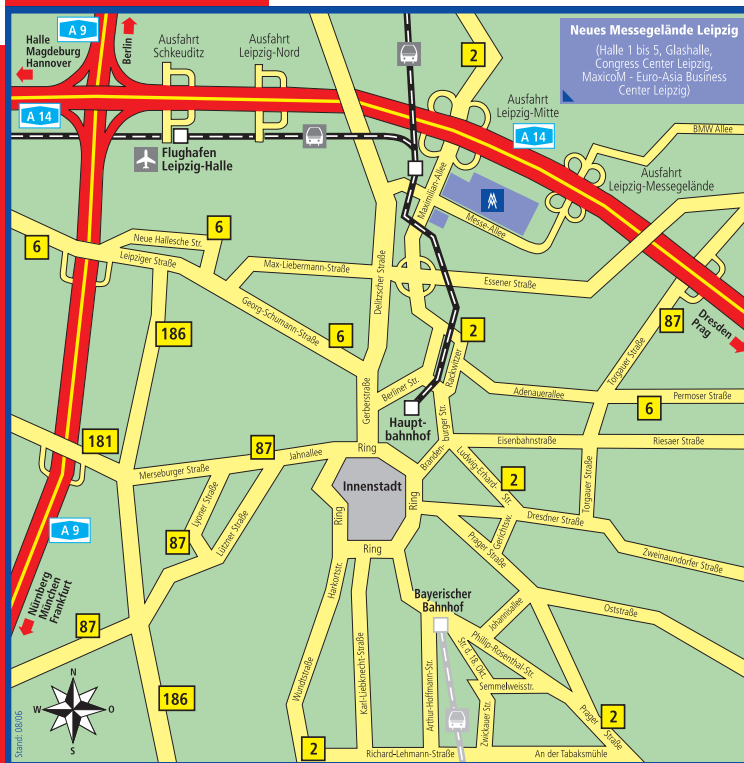 A 9
Halle
Magdeburg
Hannover
Berlin
Ausfahrt
Schkeuditz
Ausfahrt
Leipzig-Nord
2
Neues Messegelände Leipzig
(Halle 1 bis 5, Glashalle,
Congress Center Leipzig,
MaxicoM - Euro-Asia Business
Center Leipzig)
A 14
Ausfahrt
Leipzig-Mitte
A 14
BMW Allee
Flughafen
Leipzig-Halle
Ausfahrt
Leipzig-Messegelände
Maximilian-Allee
Messe-Allee
6
Neue Hallesche Str.
6
Leipziger Straße
Max-Liebermann-Straße
Delitzscher Straße
Essener Straße
Georg-Schumann-Straße
186
6
2
87
Dresden
Prag
Torgauer Straße
Rackwitzer
Berliner Str.
Gerberstraße
Adenauerallee
Permoser Straße
6
Haupt-
bahnhof
Branden-
burger Str.
181
87
Merseburger Straße
Jahnallee
Ring
Eisenbahnstraße
Riesaer Straße
Ludwig-Erhard-
Str.
2
Innenstadt
Torgauer Straße
Lyoner Straße
Lützner Straße
Ring
Ring
Dresdner Straße
A 9
87
Ring
Gerichtsw.
Prager Straße
Zweinaundorfer Straße
Nürnberg
München
Frankfurt
87
Harkortstr.
Bayerischer
Bahnhof
Johannisallee
Oststraße
Wundtstraße
Karl-Liebknecht-Straße
Arthur-Hoffmann-Str.
Str. d. 18. Okt.
Phillip-Rosenthal-Str.
Semmelweisstr.
186
Zwickauer Str.
Prager
Straße
2
2
Richard-Lehmann-Straße
An der Tabaksmühle
N
W
O
S
Stand: 08/06